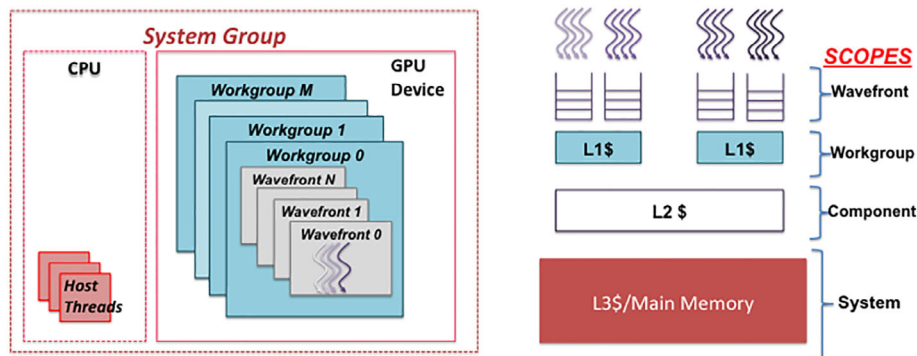 System Group
CPU
GPU
Device
Workgroup M
Workgroup 1
Workgroup 0
Wavefront N
Wavefront 1
Wavefront 0
Host
Threads
SCOPES
Wavefront
L1$
L1$
Workgroup
L2 $
Component
L3$/Main Memory
System